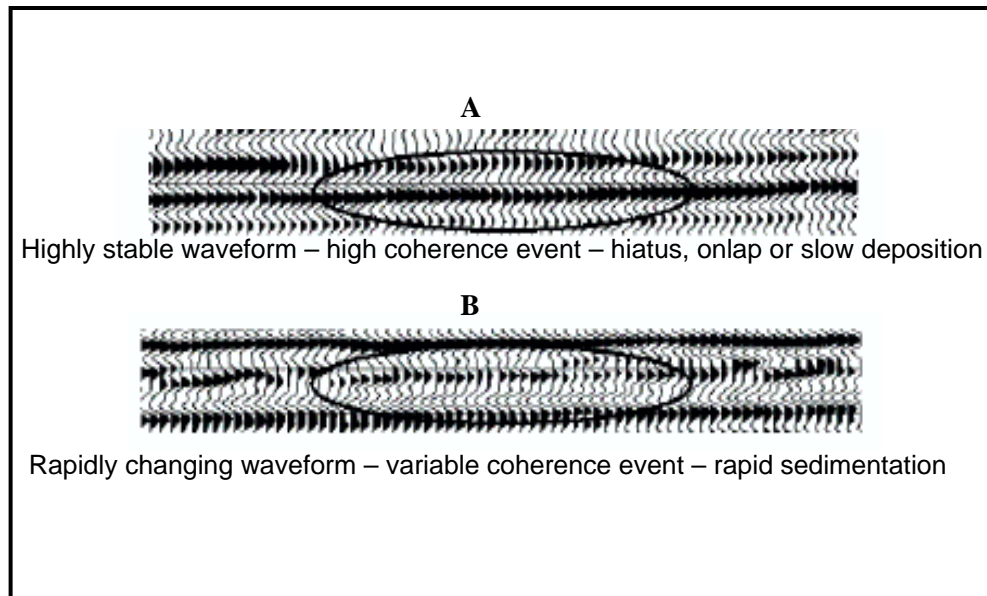 A
Highly stable waveform – high coherence event – hiatus, onlap or slow deposition
B
Rapidly changing waveform – variable coherence event – rapid sedimentation